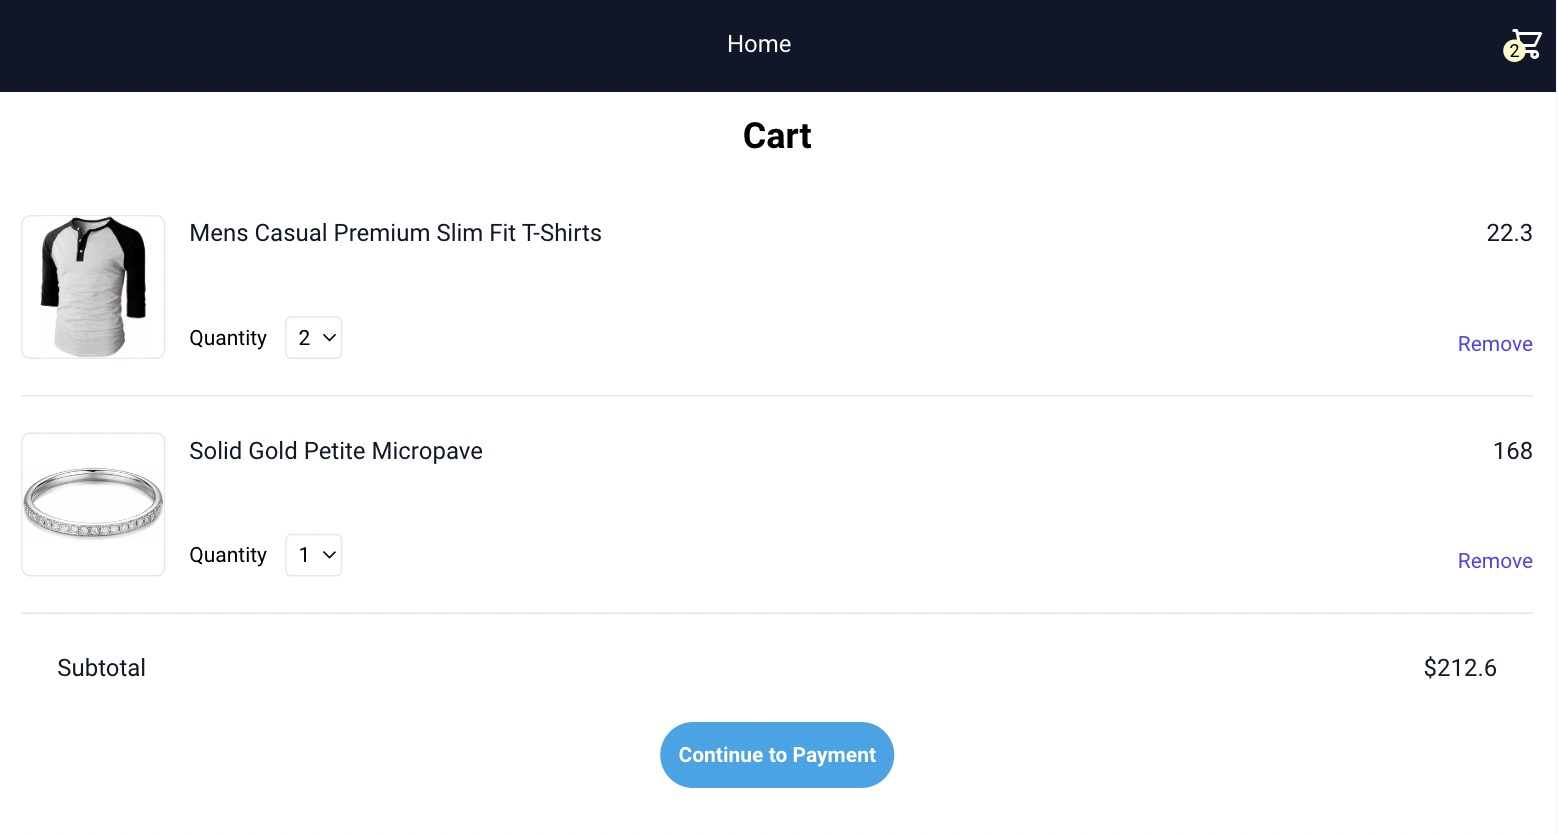 Home
2
Cart
Mens Casual Premium Slim Fit T-Shirts
22.3
Quantity 2
Remove
Solid Gold Petite Micropave
168
Quantity 1
Remove
Subtotal
$212.6
Continue to Payment